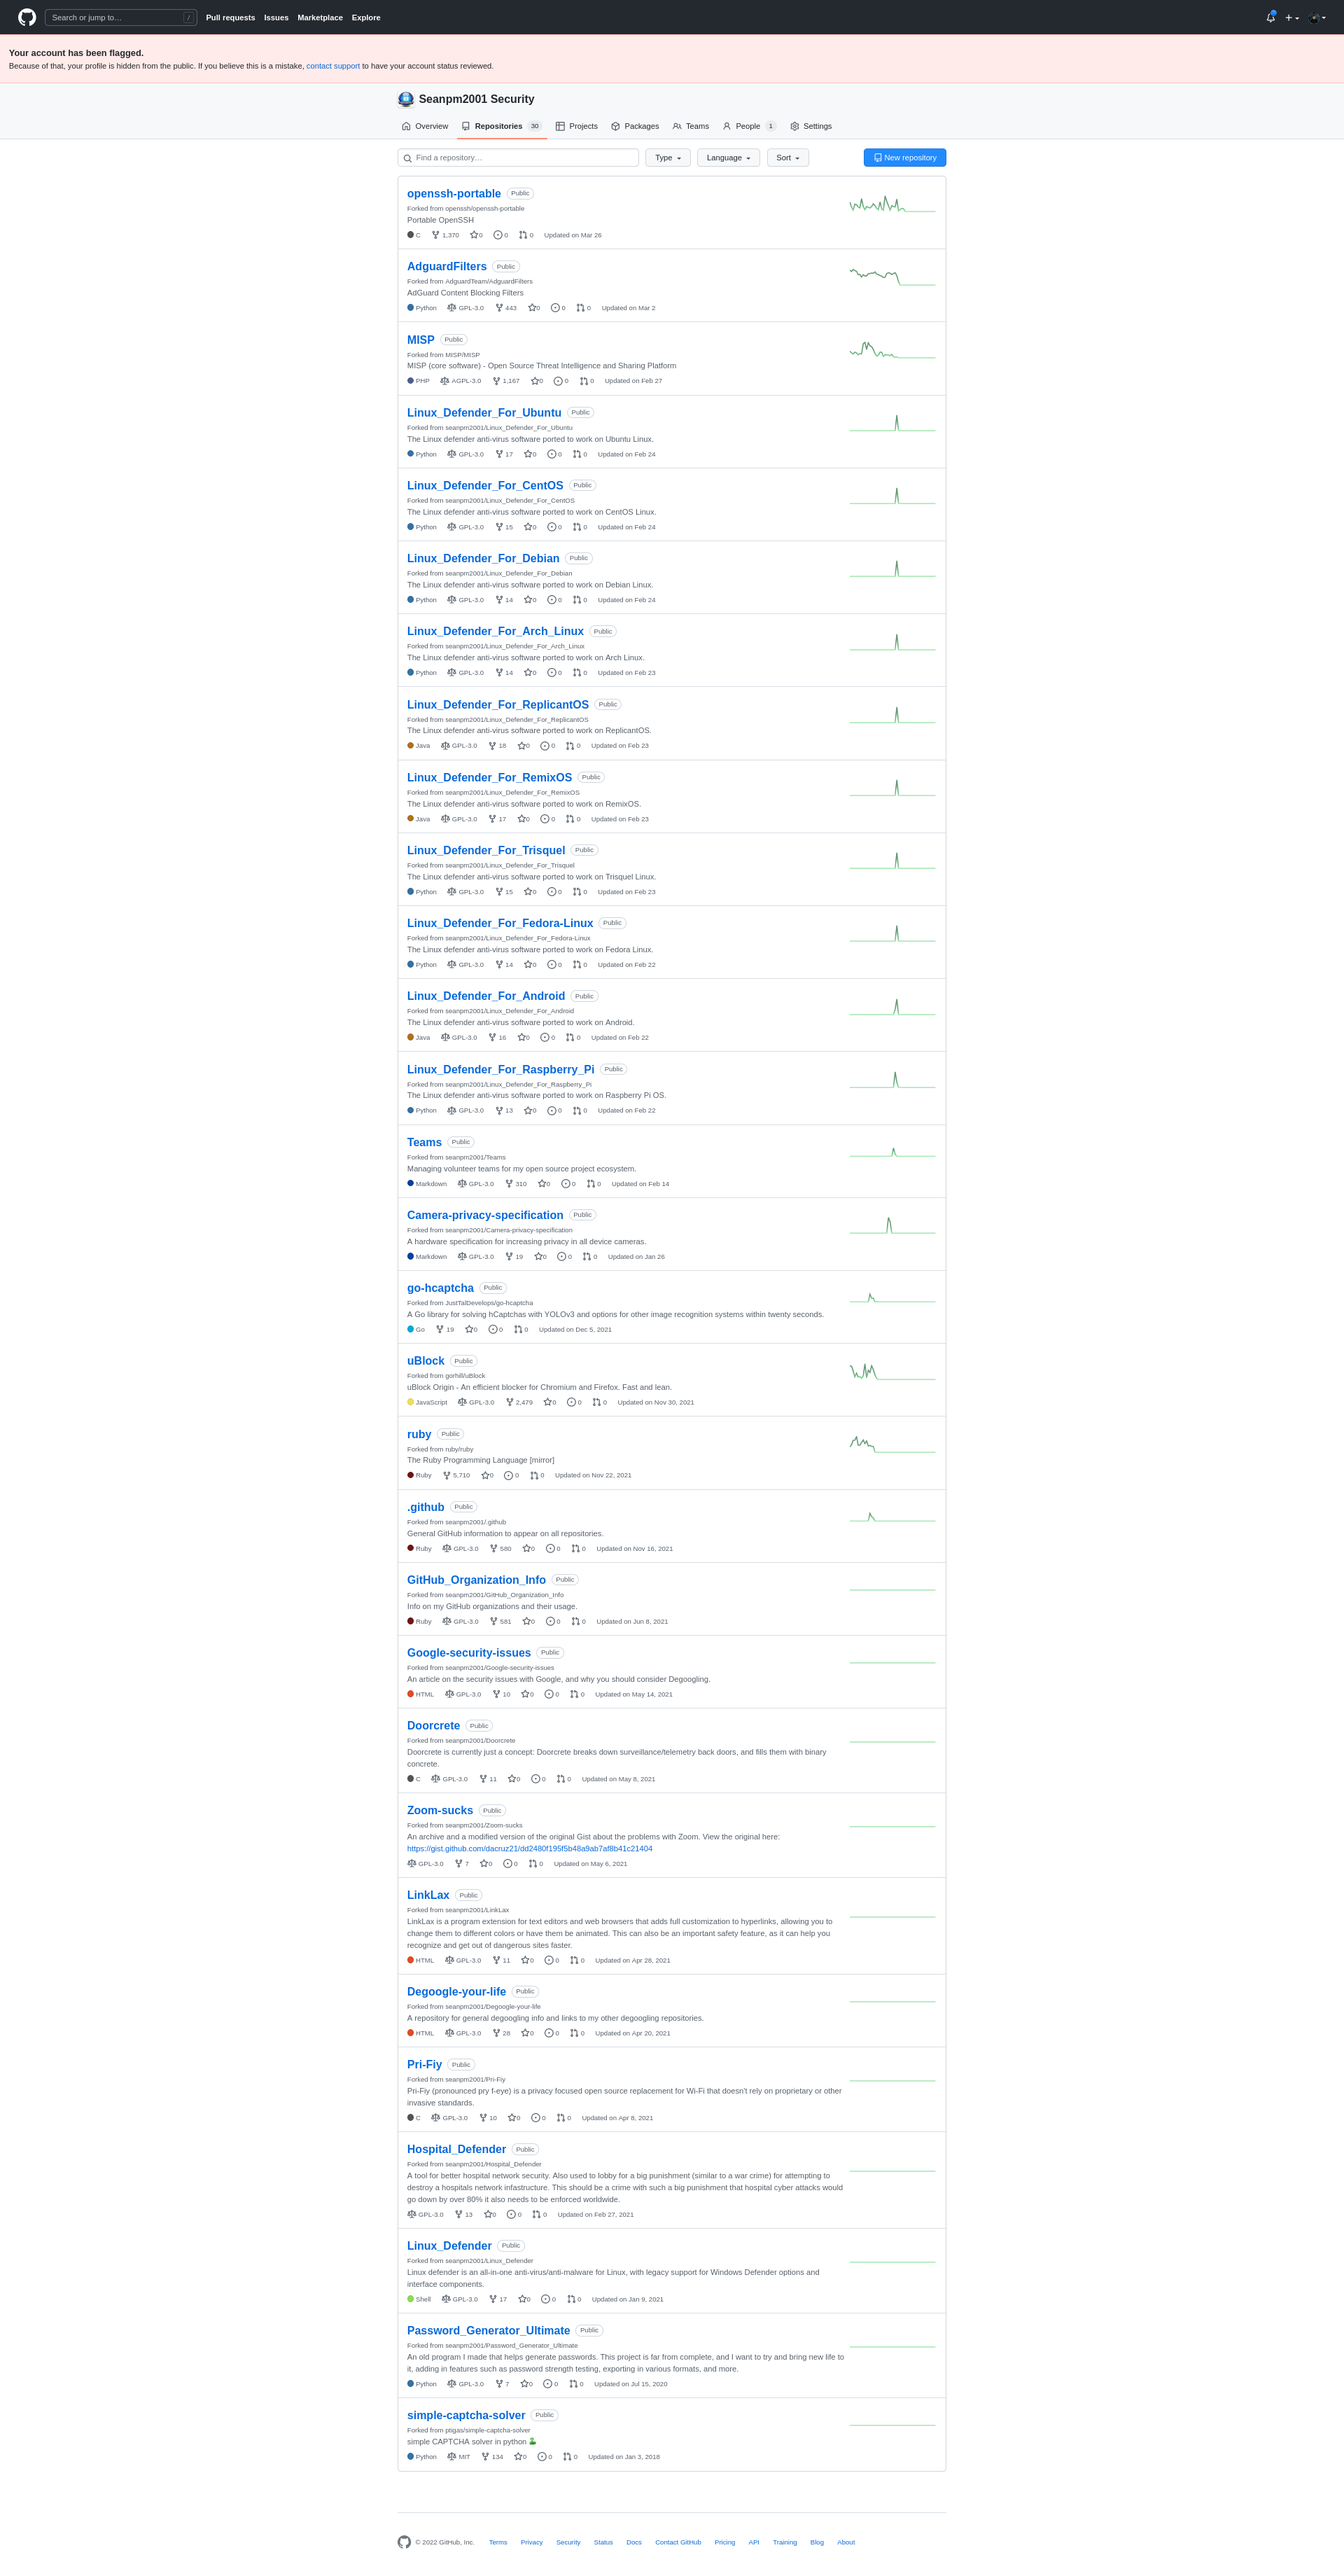 Search or jump to… /
Pull requests Issues Marketplace Explore
Your account has been flagged.
Because of that, your profile is hidden from the public. If you believe this is a mistake, contact support to have your account status reviewed.
Seanpm2001 Security
Overview Repositories 30 Projects Packages Teams People 1 Settings
Find a repository… Type Language Sort New repository
openssh-portable Public
Forked from openssh/openssh-portable
Portable OpenSSH
C 1,370 0 0 0 Updated on Mar 26
AdguardFilters Public
Forked from AdguardTeam/AdguardFilters
AdGuard Content Blocking Filters
Python GPL-3.0 443 0 0 0 Updated on Mar 2
MISP Public
Forked from MISP/MISP
MISP (core software) - Open Source Threat Intelligence and Sharing Platform
PHP AGPL-3.0 1,167 0 0 0 Updated on Feb 27
Linux_Defender_For_Ubuntu Public
Forked from seanpm2001/Linux_Defender_For_Ubuntu
The Linux defender anti-virus software ported to work on Ubuntu Linux.
Python GPL-3.0 17 0 0 0 Updated on Feb 24
Linux_Defender_For_CentOS Public
Forked from seanpm2001/Linux_Defender_For_CentOS
The Linux defender anti-virus software ported to work on CentOS Linux.
Python GPL-3.0 15 0 0 0 Updated on Feb 24
Linux_Defender_For_Debian Public
Forked from seanpm2001/Linux_Defender_For_Debian
The Linux defender anti-virus software ported to work on Debian Linux.
Python GPL-3.0 14 0 0 0 Updated on Feb 24
Linux_Defender_For_Arch_Linux Public
Forked from seanpm2001/Linux_Defender_For_Arch_Linux
The Linux defender anti-virus software ported to work on Arch Linux.
Python GPL-3.0 14 0 0 0 Updated on Feb 23
Linux_Defender_For_ReplicantOS Public
Forked from seanpm2001/Linux_Defender_For_ReplicantOS
The Linux defender anti-virus software ported to work on ReplicantOS.
Java GPL-3.0 18 0 0 0 Updated on Feb 23
Linux_Defender_For_RemixOS Public
Forked from seanpm2001/Linux_Defender_For_RemixOS
The Linux defender anti-virus software ported to work on RemixOS.
Java GPL-3.0 17 0 0 0 Updated on Feb 23
Linux_Defender_For_Trisquel Public
Forked from seanpm2001/Linux_Defender_For_Trisquel
The Linux defender anti-virus software ported to work on Trisquel Linux.
Python GPL-3.0 15 0 0 0 Updated on Feb 23
Linux_Defender_For_Fedora-Linux Public
Forked from seanpm2001/Linux_Defender_For_Fedora-Linux
The Linux defender anti-virus software ported to work on Fedora Linux.
Python GPL-3.0 14 0 0 0 Updated on Feb 22
Linux_Defender_For_Android Public
Forked from seanpm2001/Linux_Defender_For_Android
The Linux defender anti-virus software ported to work on Android.
Java GPL-3.0 16 0 0 0 Updated on Feb 22
Linux_Defender_For_Raspberry_Pi Public
Forked from seanpm2001/Linux_Defender_For_Raspberry_Pi
The Linux defender anti-virus software ported to work on Raspberry Pi OS.
Python GPL-3.0 13 0 0 0 Updated on Feb 22
Teams Public
Forked from seanpm2001/Teams
Managing volunteer teams for my open source project ecosystem.
Markdown GPL-3.0 310 0 0 0 Updated on Feb 14
Camera-privacy-specification Public
Forked from seanpm2001/Camera-privacy-specification
A hardware specification for increasing privacy in all device cameras.
Markdown GPL-3.0 19 0 0 0 Updated on Jan 26
go-hcaptcha Public
Forked from JustTalDevelops/go-hcaptcha
A Go library for solving hCaptchas with YOLOv3 and options for other image recognition systems within twenty seconds.
Go 19 0 0 0 Updated on Dec 5, 2021
uBlock Public
Forked from gorhill/uBlock
uBlock Origin - An efficient blocker for Chromium and Firefox. Fast and lean.
JavaScript GPL-3.0 2,479 0 0 0 Updated on Nov 30, 2021
ruby Public
Forked from ruby/ruby
The Ruby Programming Language [mirror]
Ruby 5,710 0 0 0 Updated on Nov 22, 2021
.github Public
Forked from seanpm2001/.github
General GitHub information to appear on all repositories.
Ruby GPL-3.0 580 0 0 0 Updated on Nov 16, 2021
GitHub_Organization_Info Public
Forked from seanpm2001/GitHub_Organization_Info
Info on my GitHub organizations and their usage.
Ruby GPL-3.0 581 0 0 0 Updated on Jun 8, 2021
Google-security-issues Public
Forked from seanpm2001/Google-security-issues
An article on the security issues with Google, and why you should consider Degoogling.
HTML GPL-3.0 10 0 0 0 Updated on May 14, 2021
Doorcrete Public
Forked from seanpm2001/Doorcrete
Doorcrete is currently just a concept: Doorcrete breaks down surveillance/telemetry back doors, and fills them with binary
concrete.
C GPL-3.0 11 0 0 0 Updated on May 8, 2021
Zoom-sucks Public
Forked from seanpm2001/Zoom-sucks
An archive and a modified version of the original Gist about the problems with Zoom. View the original here:
https://gist.github.com/dacruz21/dd2480f195f5b48a9ab7af8b41c21404
GPL-3.0 7 0 0 0 Updated on May 6, 2021
LinkLax Public
Forked from seanpm2001/LinkLax
LinkLax is a program extension for text editors and web browsers that adds full customization to hyperlinks, allowing you to
change them to different colors or have them be animated. This can also be an important safety feature, as it can help you
recognize and get out of dangerous sites faster.
HTML GPL-3.0 11 0 0 0 Updated on Apr 28, 2021
Degoogle-your-life Public
Forked from seanpm2001/Degoogle-your-life
A repository for general degoogling info and links to my other degoogling repositories.
HTML GPL-3.0 28 0 0 0 Updated on Apr 20, 2021
Pri-Fiy Public
Forked from seanpm2001/Pri-Fiy
Pri-Fiy (pronounced pry f-eye) is a privacy focused open source replacement for Wi-Fi that doesn't rely on proprietary or other
invasive standards.
C GPL-3.0 10 0 0 0 Updated on Apr 8, 2021
Hospital_Defender Public
Forked from seanpm2001/Hospital_Defender
A tool for better hospital network security. Also used to lobby for a big punishment (similar to a war crime) for attempting to
destroy a hospitals network infastructure. This should be a crime with such a big punishment that hospital cyber attacks would
go down by over 80% it also needs to be enforced worldwide.
GPL-3.0 13 0 0 0 Updated on Feb 27, 2021
Linux_Defender Public
Forked from seanpm2001/Linux_Defender
Linux defender is an all-in-one anti-virus/anti-malware for Linux, with legacy support for Windows Defender options and
interface components.
Shell GPL-3.0 17 0 0 0 Updated on Jan 9, 2021
Password_Generator_Ultimate Public
Forked from seanpm2001/Password_Generator_Ultimate
An old program I made that helps generate passwords. This project is far from complete, and I want to try and bring new life to
it, adding in features such as password strength testing, exporting in various formats, and more.
Python GPL-3.0 7 0 0 0 Updated on Jul 15, 2020
simple-captcha-solver Public
Forked from ptigas/simple-captcha-solver
simple CAPTCHA solver in python
Python MIT 134 0 0 0 Updated on Jan 3, 2018
© 2022 GitHub, Inc. Terms Privacy Security Status Docs Contact GitHub Pricing API Training Blog About